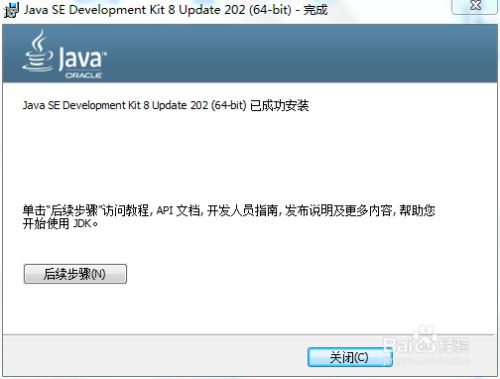 Java SE Development Kit 8 Update 202 (64-bit) - 完成
Java™
ORACLE
Java SE Development Kit 8 Update 202 (64-bit) 已成功安装
单击"后续步骤"访问教程, API 文档, 开发人员指南, 发布说明及更多内容, 帮助您
开始使用 JDK。
后续步骤(N)
Baidu 经验
jingyan.baidu.com
关闭(C)